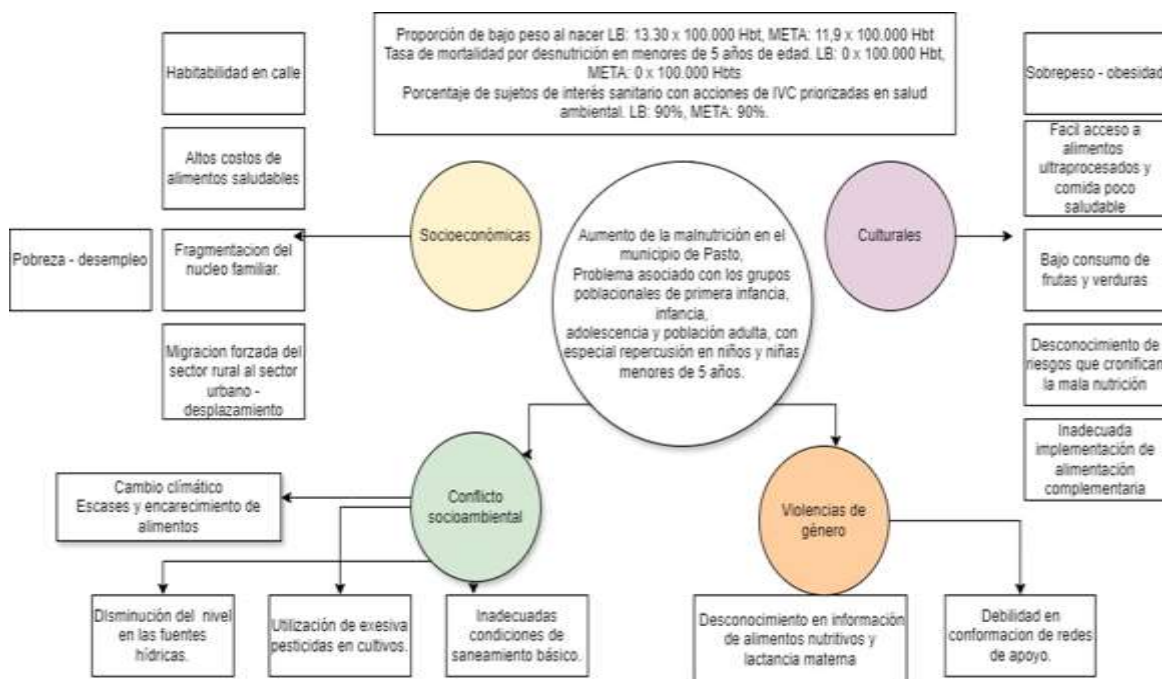 Proporción de bajo peso al nacer LB: 13.30 x 100.000 Hbt, META: 11,9 x 100.000 Hbt
Tasa de mortalidad por desnutrición en menores de 5 años de edad. LB: 0 x 100.000 Hbt,
META: 0 x 100.000 Hbts
Porcentaje de sujetos de interés sanitario con acciones de IVC priorizadas en salud
ambiental. LB: 90%, META: 90%.
Habitabilidad en calle
Altos costos de
alimentos saludables
Pobreza - desempleo
Fragmentacion del
nucleo familiar.
Migracion forzada del
sector rural al sector
urbano -
desplazamiento
Socioeconómicas
Aumento de la malnutrición en el
municipio de Pasto,
Problema asociado con los grupos
poblacionales de primera infancia,
infancia,
adolescencia y población adulta, con
especial repercusión en niños y niñas
menores de 5 años.
Culturales
Sobrepeso - obesidad
Facil acceso a
alimentos
ultraprocesados y
comida poco
saludable
Bajo consumo de
frutas y verduras
Desconocimiento de
riesgos que cronifican
la mala nutrición
Inadecuada
implementación de
alimentación
complementaria
Conflicto
socioambiental
Cambio climático
Escases y encarecimiento de
alimentos
DIsminución del nivel
en las fuentes
hídricas.
Utilización de exesiva
pesticidas en cultivos.
Inadecuadas
condiciones de
saneamiento básico.
Violencias de
género
Desconocimiento en información
de alimentos nutritivos y
lactancia materna
Debilidad en
conformacion de redes
de apoyo.